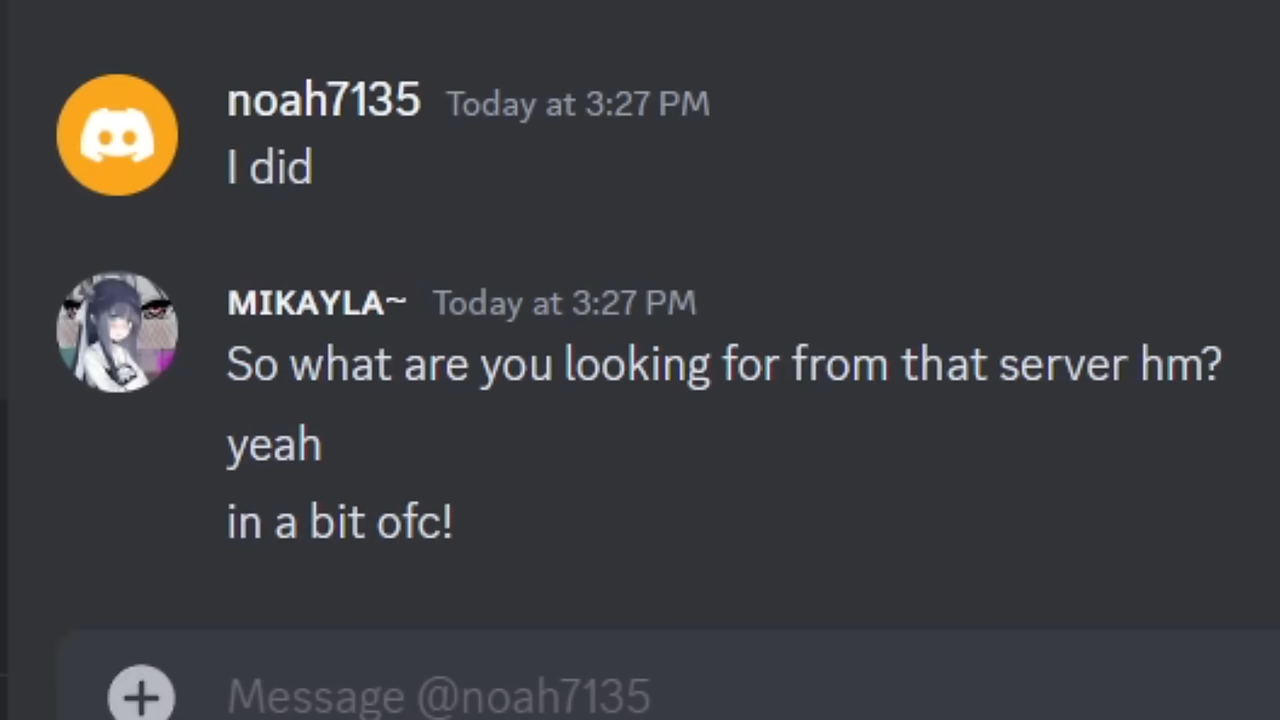 noah7135 Today at 3:27 PM
I did
MIKAYLA~ Today at 3:27 PM
So what are you looking for from that server hm?
yeah
in a bit ofc!
Message @noah7135